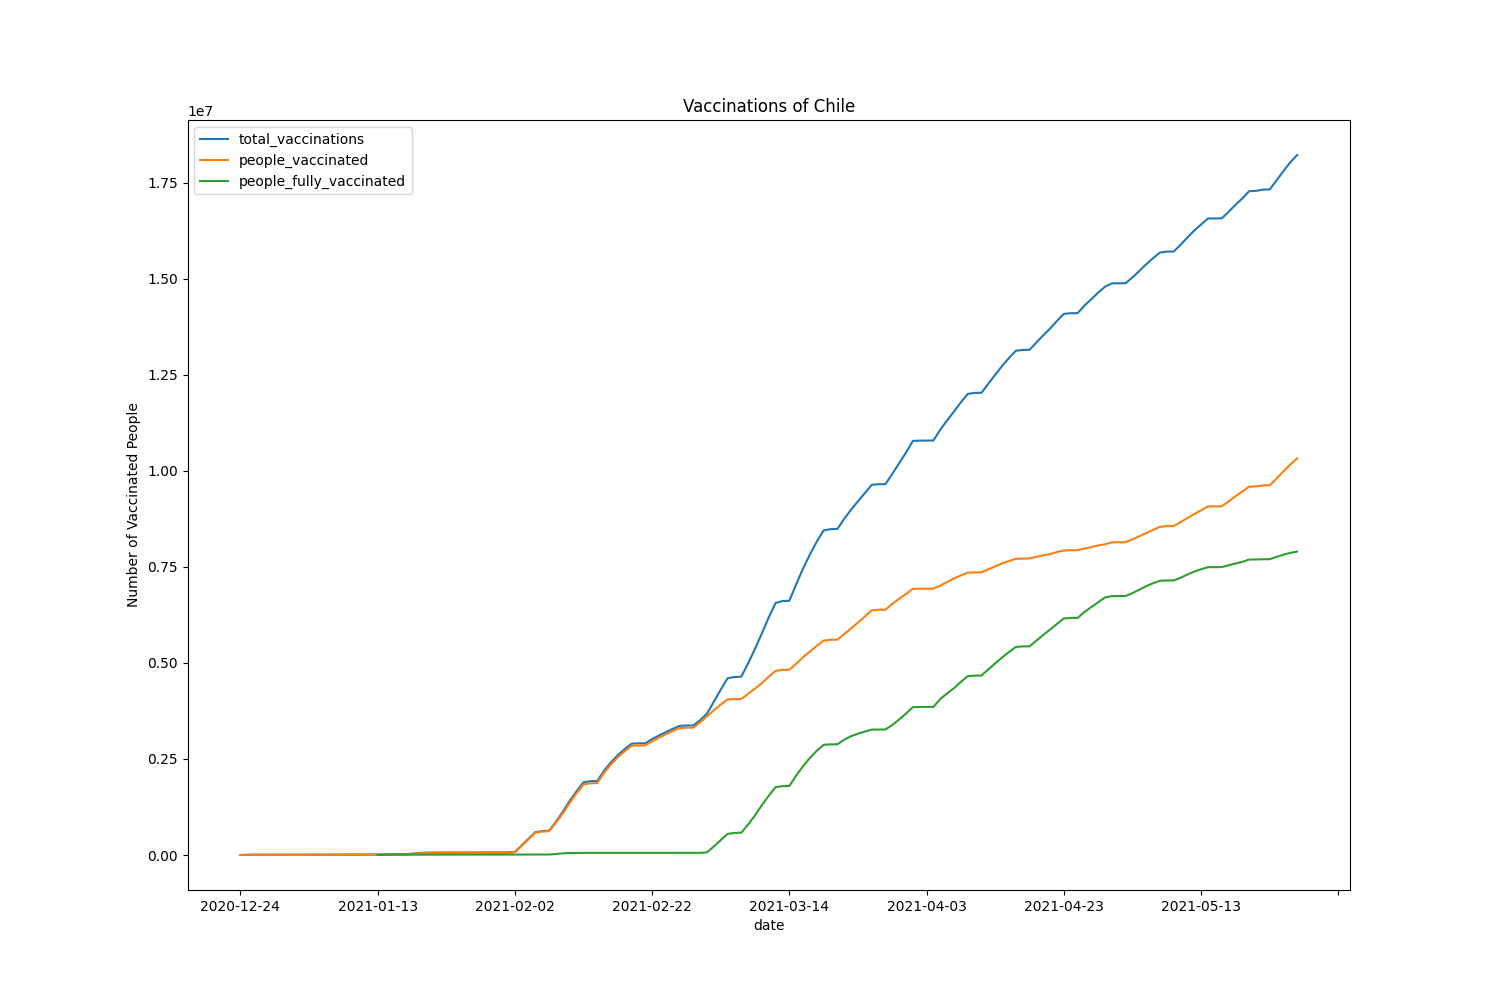 Vaccinations of Chile
1e7
total_vaccinations
people_vaccinated
people_fully_vaccinated
1.75
1.50
1.25
1.00
0.75
0.50
0.25
0.00
Number of Vaccinated People
2020-12-24 2021-01-13 2021-02-02 2021-02-22 2021-03-14 2021-04-03 2021-04-23 2021-05-13
date